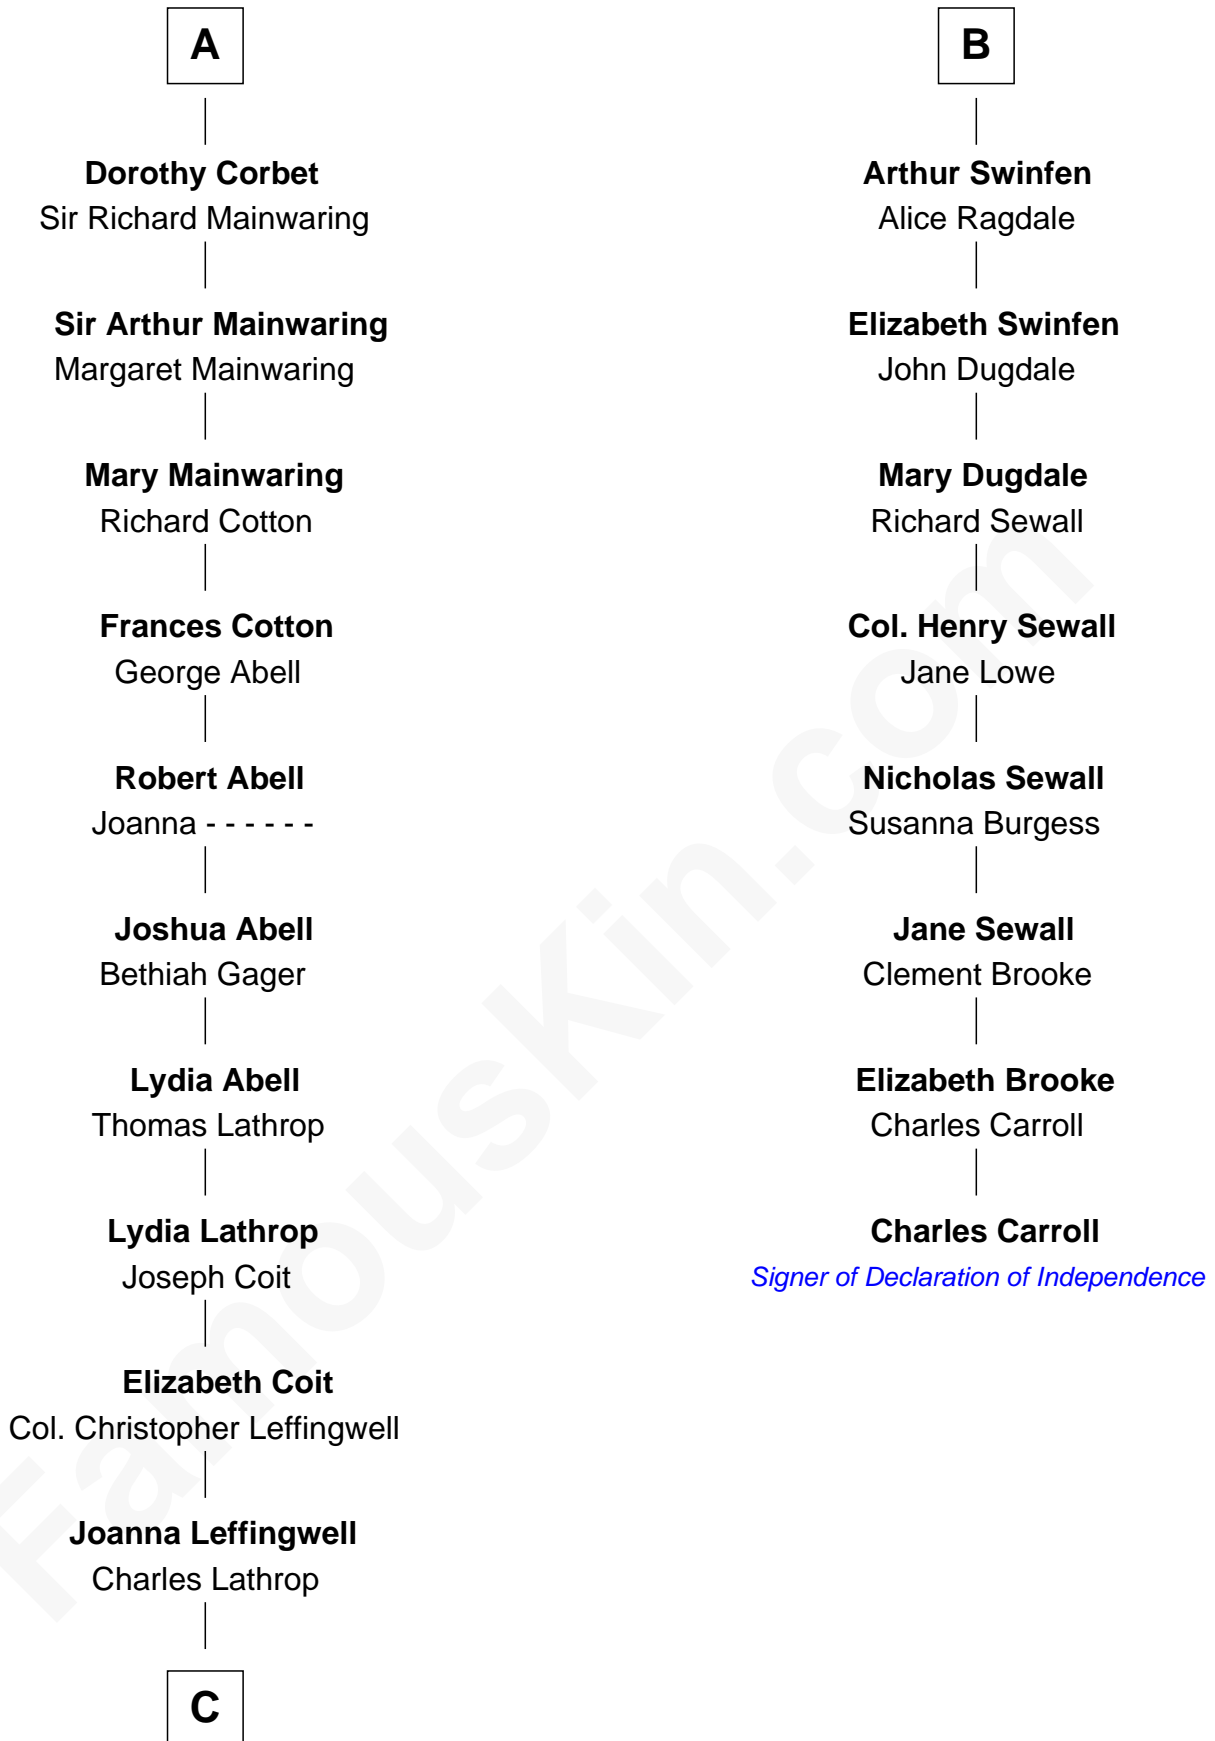 A
Dorothy Corbet
Sir Richard Mainwaring
Sir Arthur Mainwaring
Margaret Mainwaring
Mary Mainwaring
Richard Cotton
Frances Cotton
George Abell
Robert Abell
Joanna - - - - - -
Joshua Abell
Bethiah Gager
Lydia Abell
Thomas Lathrop
Lydia Lathrop
Joseph Coit
Elizabeth Coit
Col. Christopher Leffingwell
Joanna Leffingwell
Charles Lathrop
C
B
Arthur Swinfen
Alice Ragdale
Elizabeth Swinfen
John Dugdale
Mary Dugdale
Richard Sewall
Col. Henry Sewall
Jane Lowe
Nicholas Sewall
Susanna Burgess
Jane Sewall
Clement Brooke
Elizabeth Brooke
Charles Carroll
Charles Carroll
Signer of Declaration of Independence
FamousKin.com